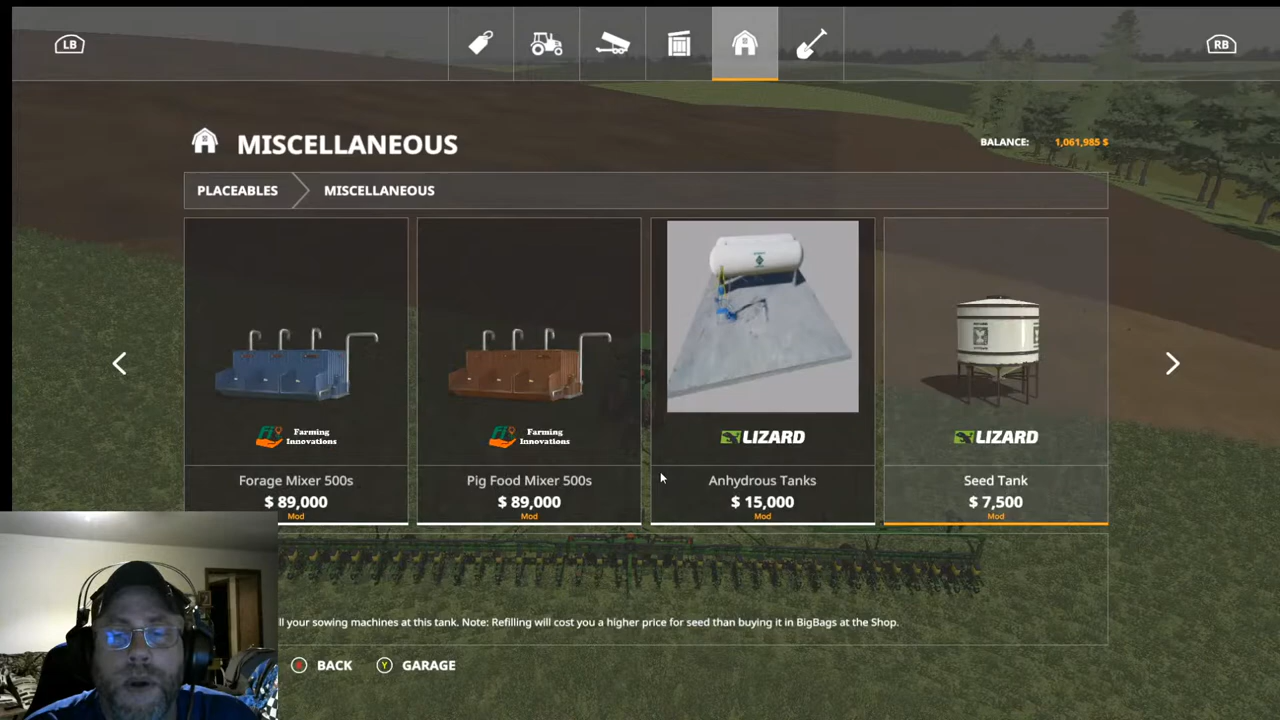 LB
RB
MISCELLANEOUS
BALANCE: 1,061,985 $
PLACEABLES MISCELLANEOUS
Farming
Innovations
Farming
Innovations
LIZARD
LIZARD
Forage Mixer 500s
Pig Food Mixer 500s
Anhydrous Tanks
Seed Tank
$ 89,000
$ 89,000
$ 15,000
$ 7,500
Mod
Mod
Mod
Mod
your sowing machines at this tank. Note: Refilling will cost you a higher price for seed than buying it in BigBags at the Shop.
BACK
Y GARAGE